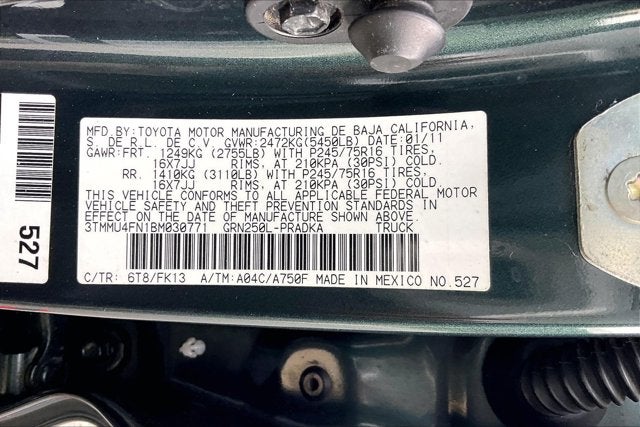 MFD.BY:TOYOTA MOTOR MANUFACTURING DE BAJA CALIFORNIA,
S. DE R.L. DE C.V. GVWR:2472KG(5450LB) DATE:01/11
GAWR:FRT. 1249KG (2755LB) WITH P245/75R16 TIRES,
16X7JJ RIMS, AT 210KPA (30PSI) COLD.
RR. 1410KG (3110LB) WITH P245/75R16 TIRES,
16X7JJ RIMS, AT 210KPA (30PSI) COLD.
THIS VEHICLE CONFORMS TO ALL APPLICABLE FEDERAL MOTOR
VEHICLE SAFETY AND THEFT PREVENTION STANDARDS
IN EFFECT ON THE DATE OF MANUFACTURE SHOWN ABOVE.
3TMMU4FN1BM030771 GRN250L-PRADKA TRUCK
C/TR: 6T8/FK13 A/TM:A04C/A750F MADE IN MEXICO NO.527
527